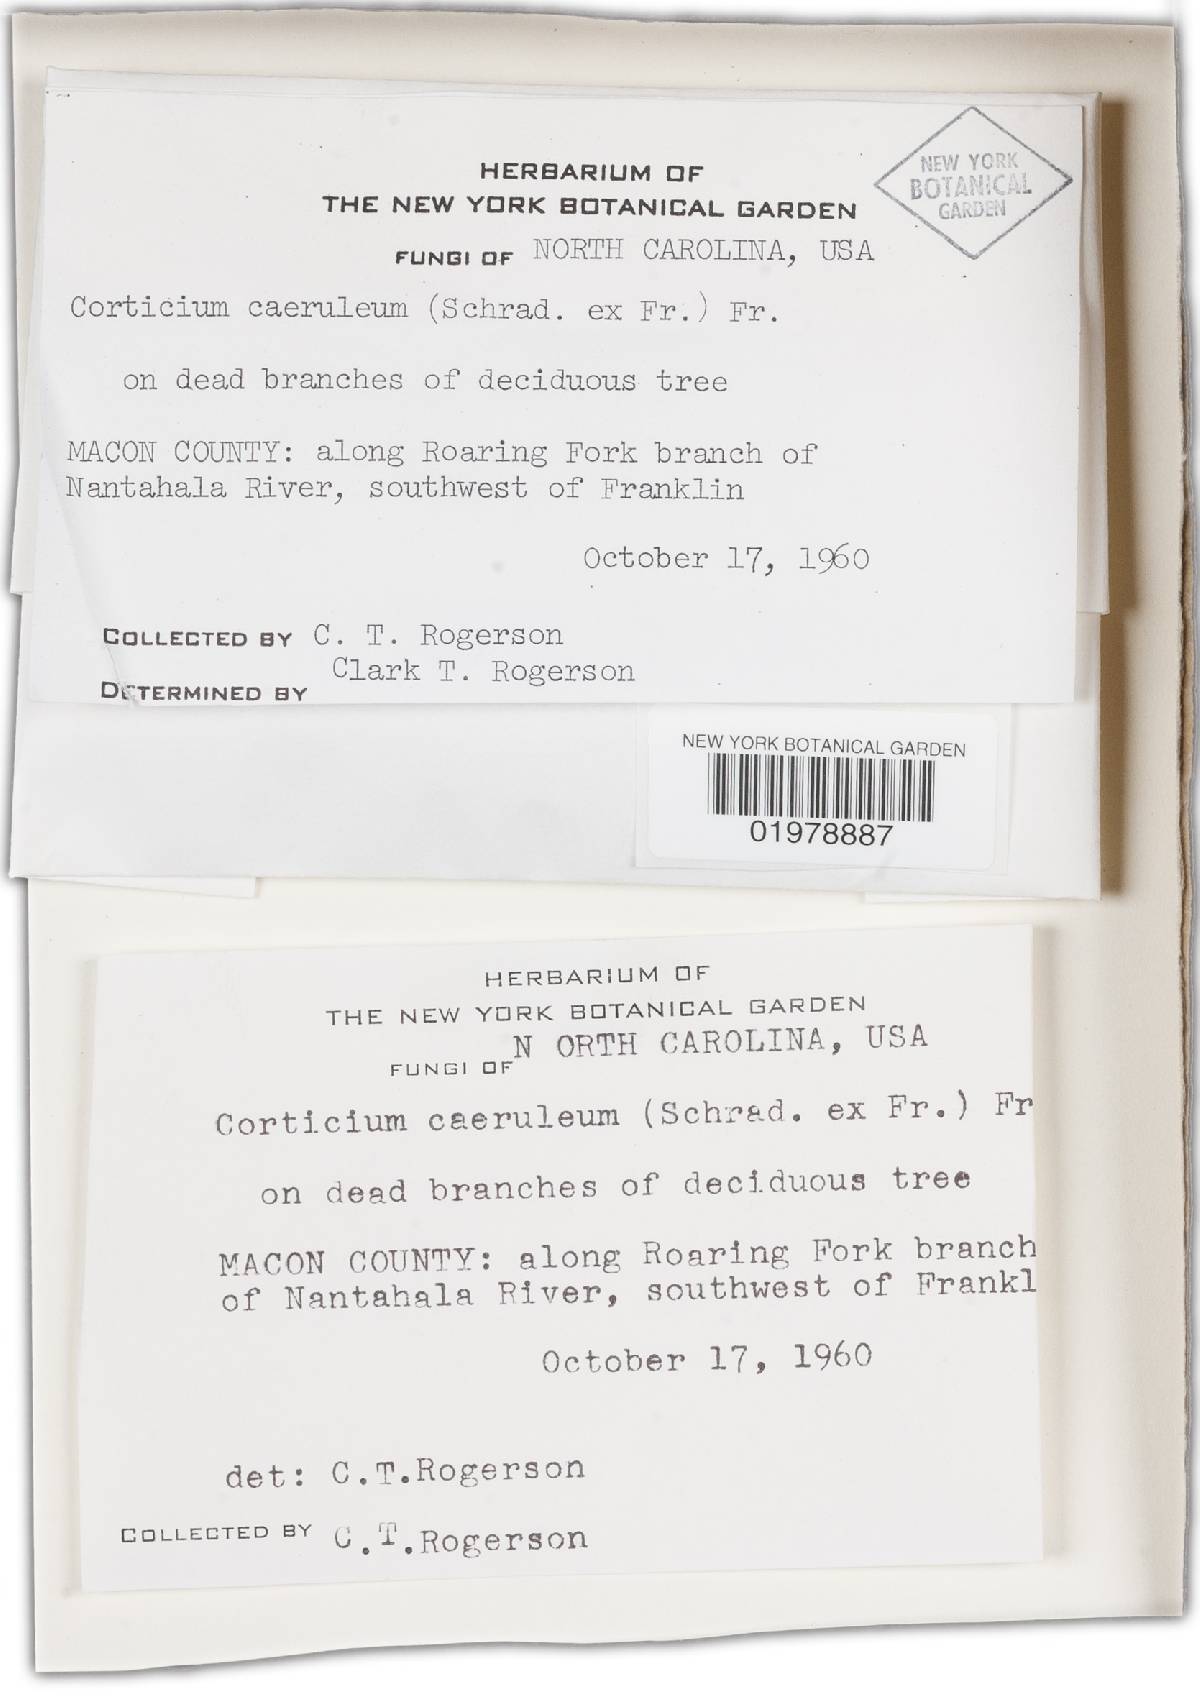 NEW YORK
BOTANICAL
GARDEN
HERBARIUM OF
THE NEW YORK BOTANICAL GARDEN
FUNGI OF NORTH CAROLINA, USA
Corticium caeruleum (Schrad. ex Fr.) Fr.
on dead branches of deciduous tree
MACON COUNTY: along Roaring Fork branch of
Nantahala River, southwest of Franklin
October 17, 1960
COLLECTED BY C. T. Rogerson
Clark T. Rogerson
DETERMINED BY
NEW YORK BOTANICAL GARDEN
01978887
HERBARIUM OF
THE NEW YORK BOTANICAL GARDEN
FUNGI OF N ORTH CAROLINA, USA
Corticium caeruleum (Schrad. ex Fr.) Fr
on dead branches of deciduous tree
MACON COUNTY: along Roaring Fork branch
of Nantahala River, southwest of Frankl
October 17, 1960
det: C.T.Rogerson
COLLECTED BY C.T.Rogerson